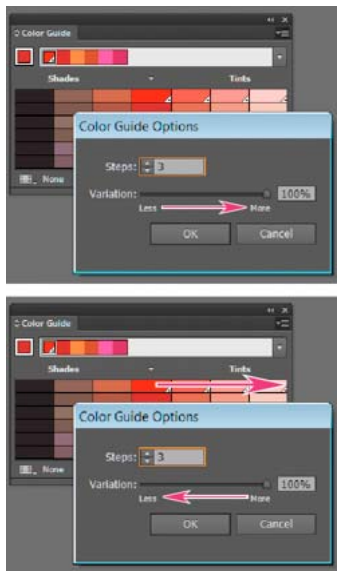 Color Guide
Shades Tints
Color Guide Options
Steps: 3
Variation: 100%
Less More
None
OK Cancel
Color Guide
Shades Tints
Color Guide Options
Steps: 3
Variation: 100%
Less More
None
OK Cancel